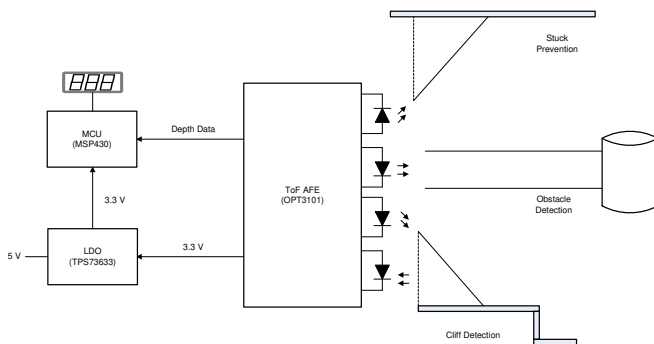 Stuck
Prevention
MCU
(MSP430)
Depth Data
ToF AFE
(OPT3101)
Obstacle
Detection
3.3 V
5 V
LDO
(TPS73633)
3.3 V
Cliff Detection